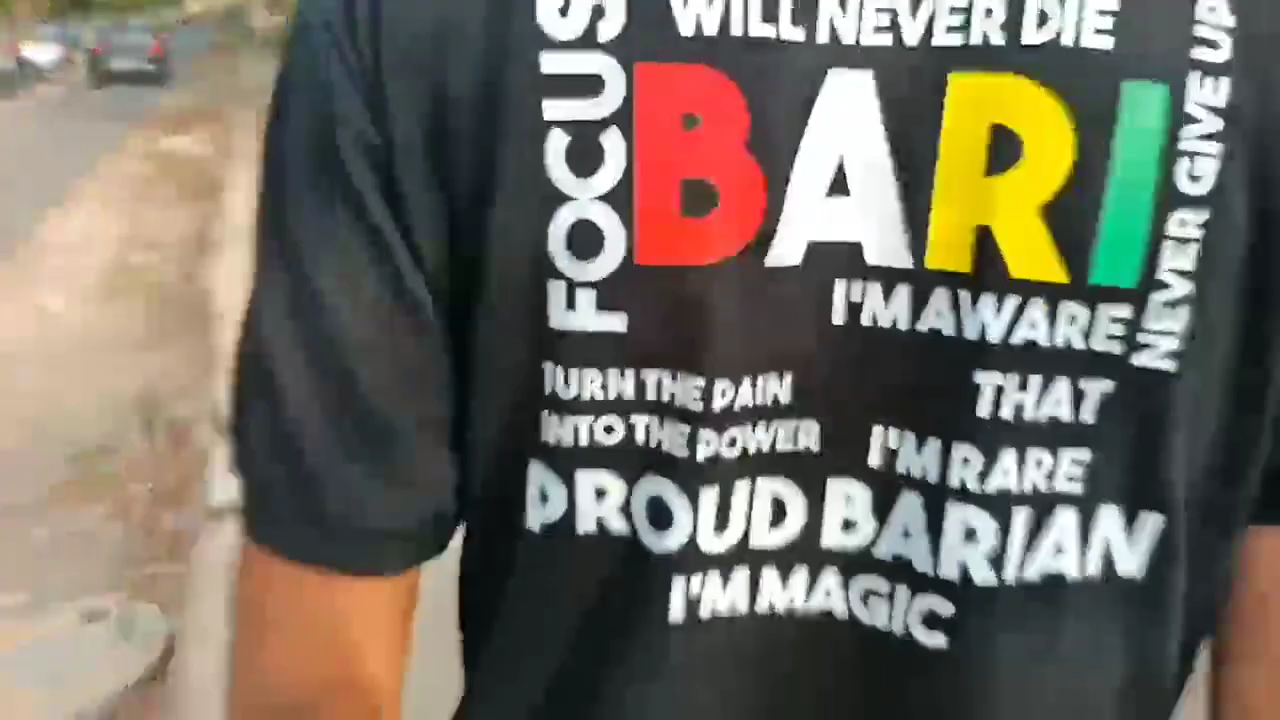 WILL NEVER DIE
FOCUS
BARI
NEVER GIVE UP
I'M AWARE
THAT
I'M RARE
TURN THE PAIN
INTO THE POWER
PROUD BARIAN
I'M MAGIC